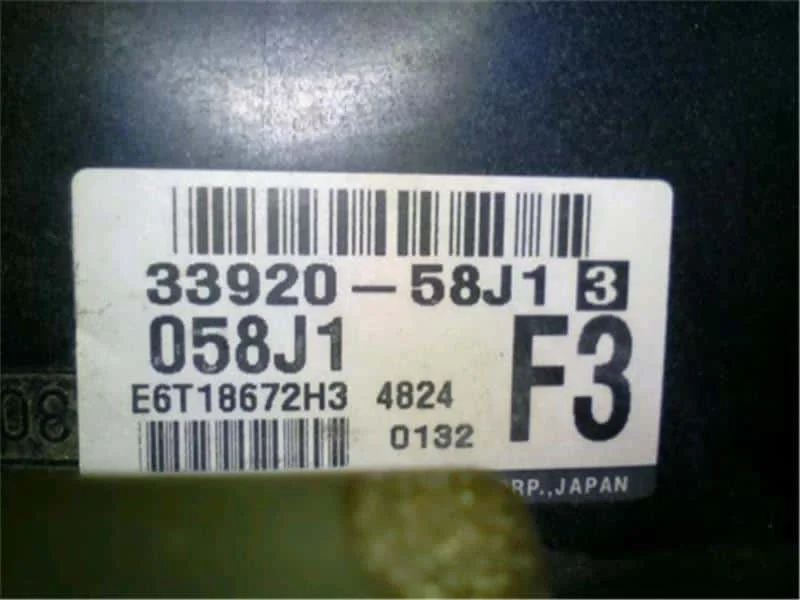 33920-58J1 3
058J1 F3
E6T18672H3 4824
0132
RP.,JAPAN